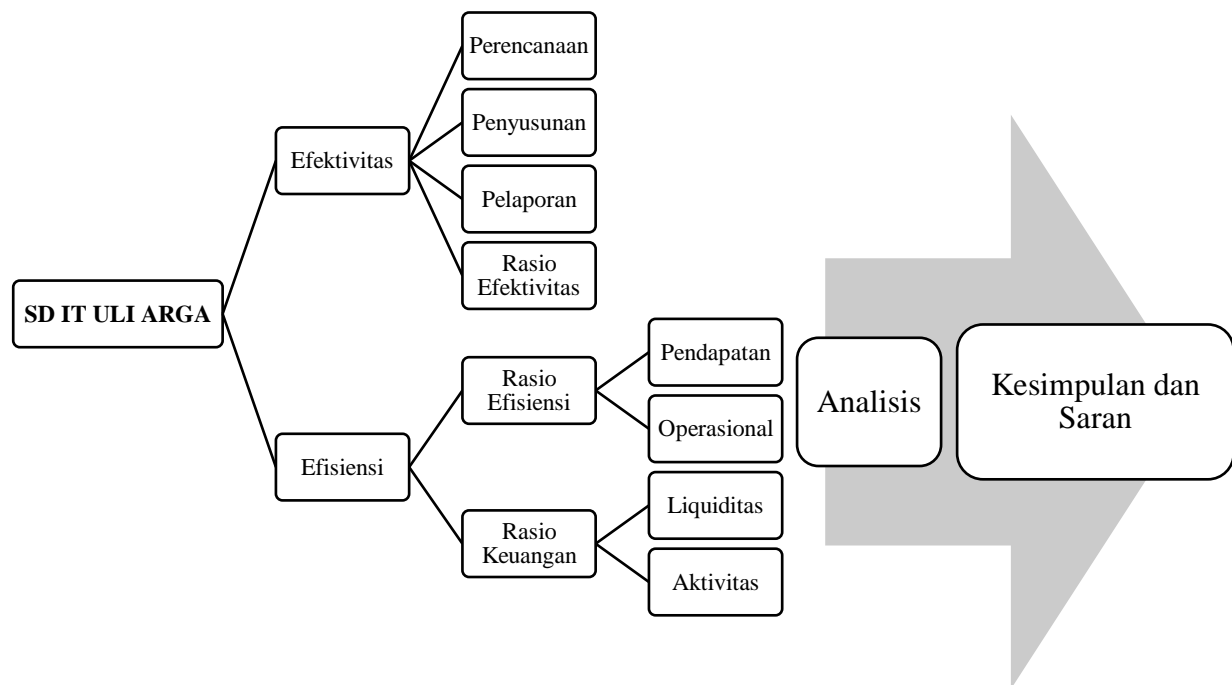 Perencanaan
Penyusunan
Efektivitas
Pelaporan
Rasio
Efektivitas
SD IT ULI ARGA
Rasio
Efisiensi
Pendapatan
Operasional
Efisiensi
Rasio
Keuangan
Liquiditas
Aktivitas
Analisis
Kesimpulan dan
Saran